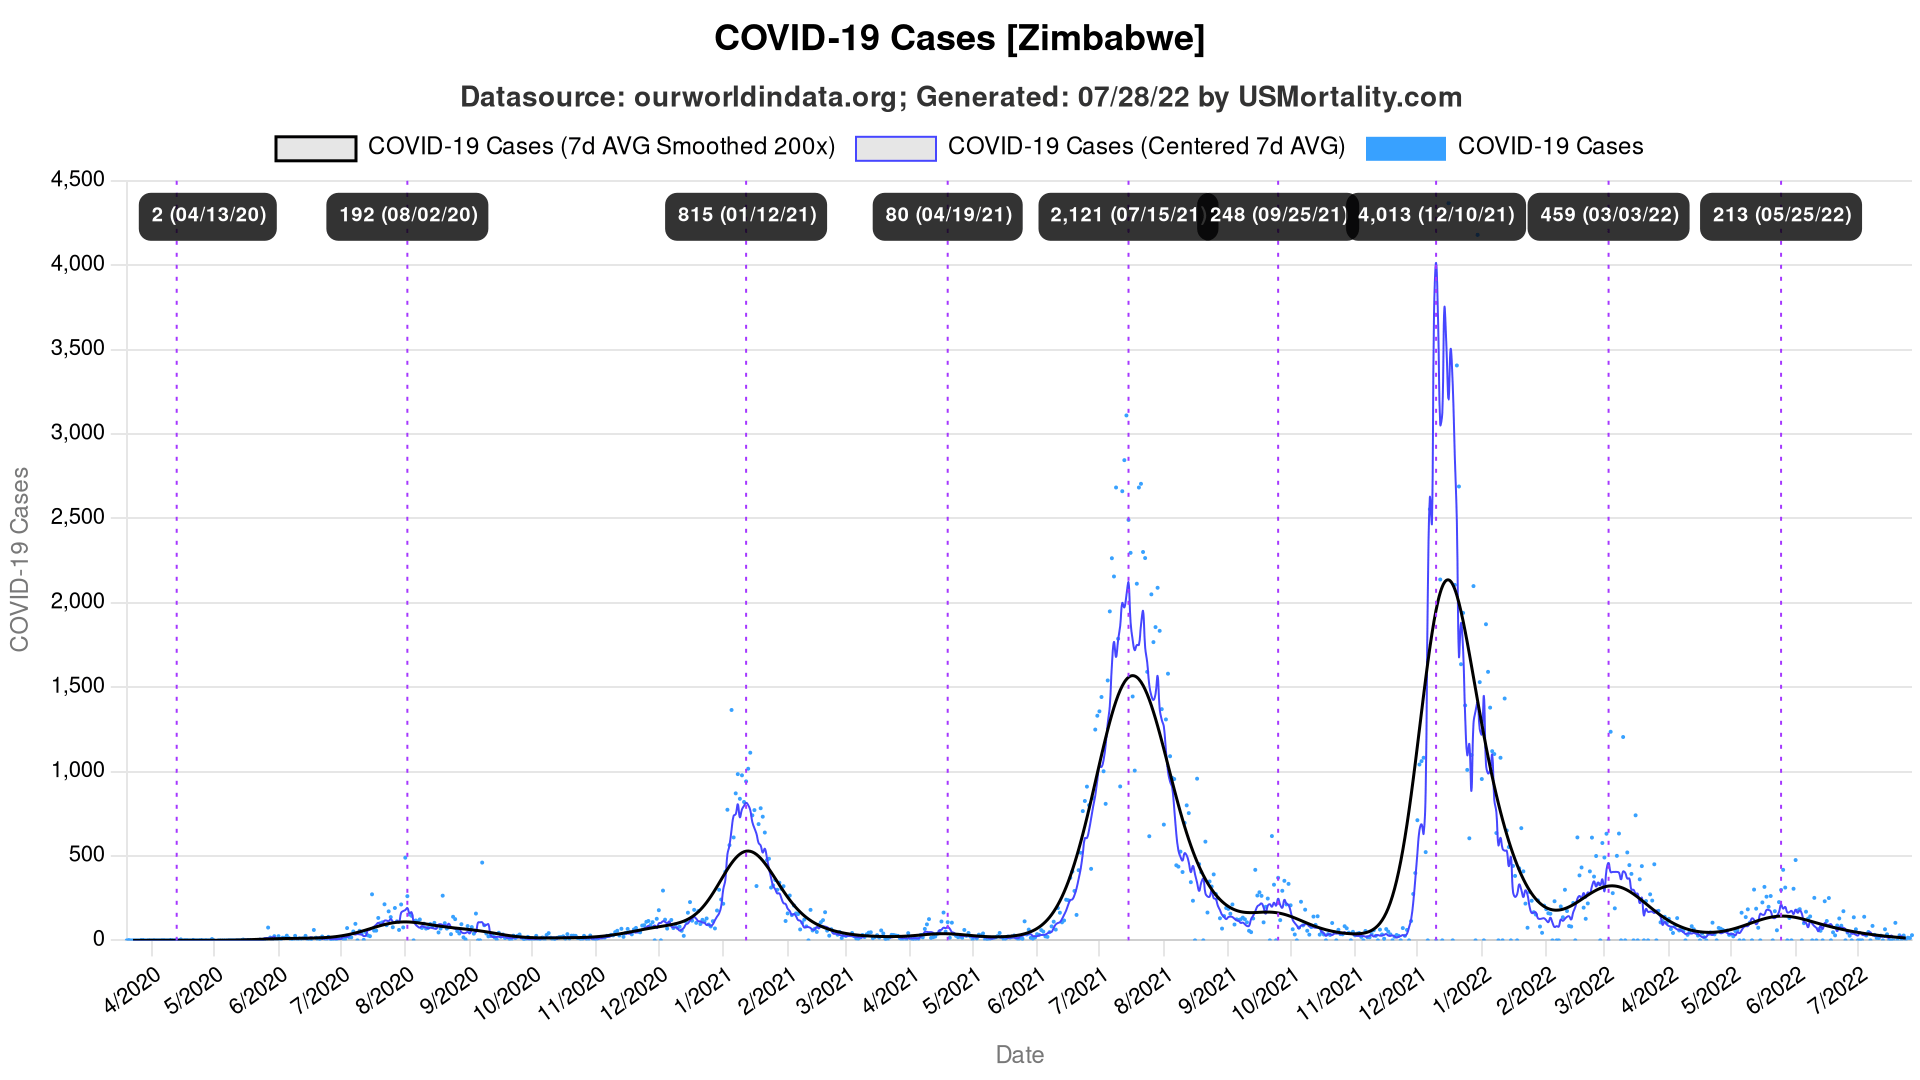 COVID-19 Cases [Zimbabwe]
Datasource: ourworldindata.org; Generated: 07/28/22 by USMortality.com
COVID-19 Cases (7d AVG Smoothed 200x) COVID-19 Cases (Centered 7d AVG) COVID-19 Cases
4,500
2 (04/13/20) 192 (08/02/20) 815 (01/12/21) 80 (04/19/21) 2,121 (07/15/21) 248 (09/25/21) 4,013 (12/10/21) 459 (03/03/22) 213 (05/25/22)
4,000
3,500
3,000
2,500
2,000
1,500
1,000
500
0
COVID-19 Cases
4/2020 5/2020 6/2020 7/2020 8/2020 9/2020 10/2020 11/2020 12/2020 1/2021 2/2021 3/2021 4/2021 5/2021 6/2021 7/2021 8/2021 9/2021 10/2021 11/2021 12/2021 1/2022 2/2022 3/2022 4/2022 5/2022 6/2022 7/2022
Date